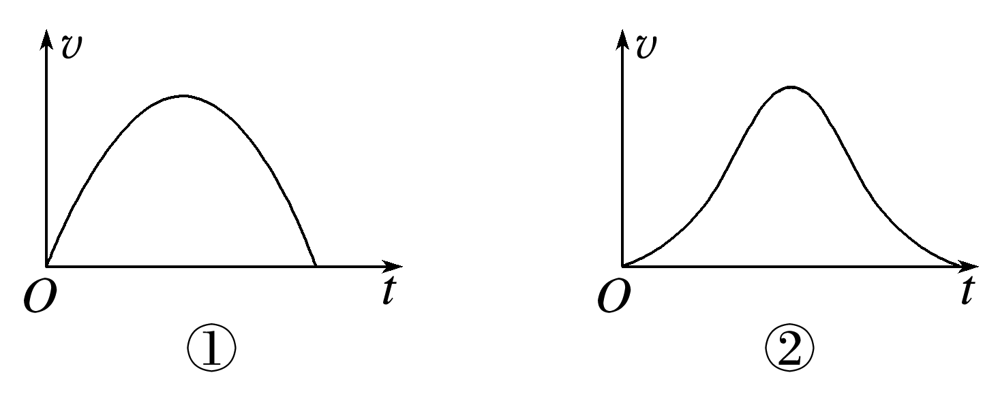 v v
O t O t
① ②